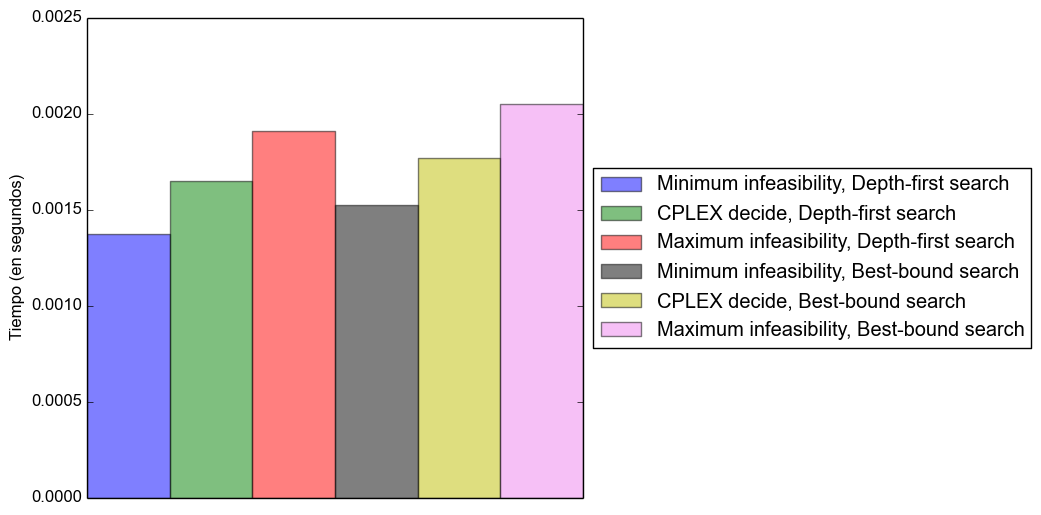 0.0025
0.0020
0.0015
0.0010
0.0005
0.0000
Tiempo (en segundos)
Minimum infeasibility, Depth-first search
CPLEX decide, Depth-first search
Maximum infeasibility, Depth-first search
Minimum infeasibility, Best-bound search
CPLEX decide, Best-bound search
Maximum infeasibility, Best-bound search